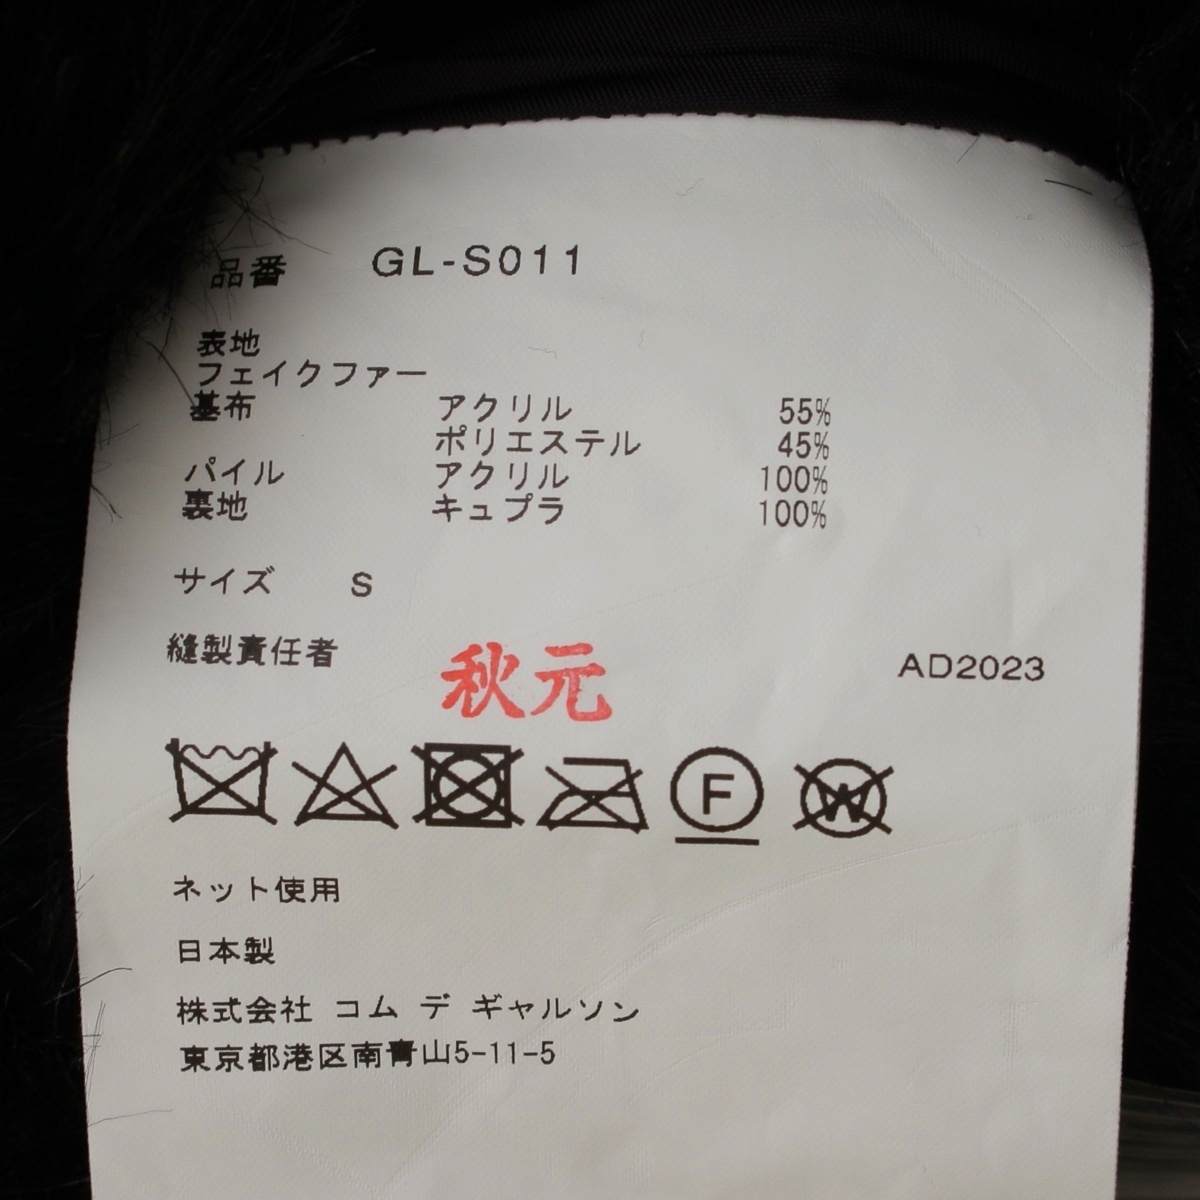 品番 GL-S011
表地
フェイクファー
基布 アクリル 55%
ポリエステル 45%
パイル アクリル 100%
裏地 キュプラ 100%
サイズ S
縫製責任者 秋元 AD2023
F W
ネット使用
日本製
株式会社 コム デ ギャルソン
東京都港区南青山5-11-5